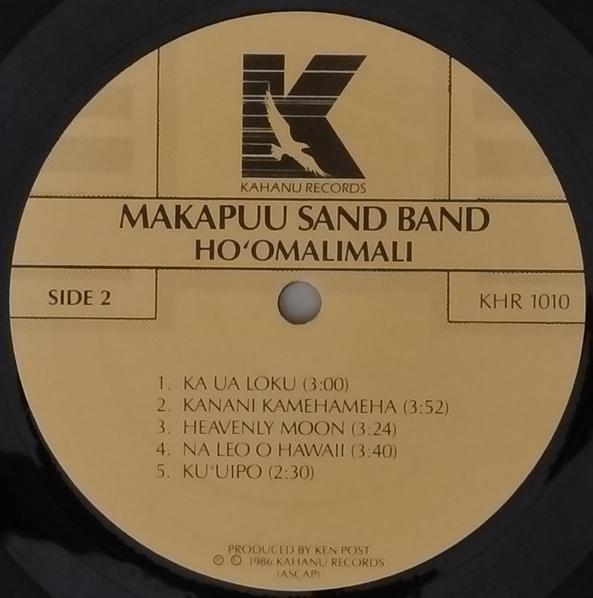 K
KAHANU RECORDS
MAKAPUU SAND BAND
HO‘OMALIMALI
SIDE 2
KHR 1010
1. KA UA LOKU (3:00)
2. KANANI KAMEHAMEHA (3:52)
3. HEAVENLY MOON (3:24)
4. NA LEO O HAWAII (3:40)
5. KU‘UIPO (2:30)
PRODUCED BY KEN POST
℗ © 1986 KAHANU RECORDS
(ASCAP)